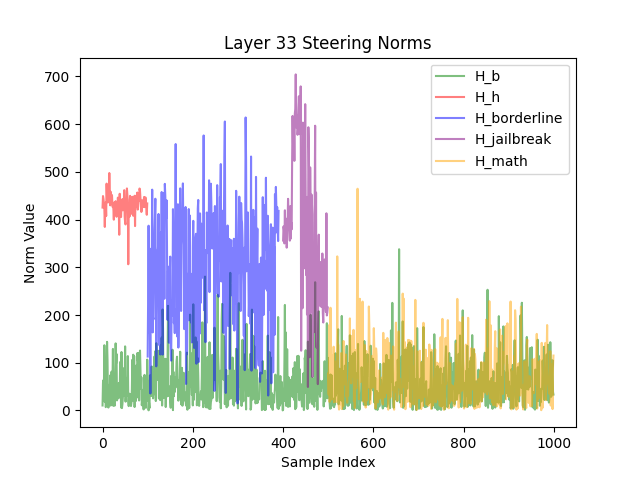 Layer 33 Steering Norms
Norm Value
700
600
500
400
300
200
100
0
H_b
H_h
H_borderline
H_jailbreak
H_math
0 200 400 600 800 1000
Sample Index